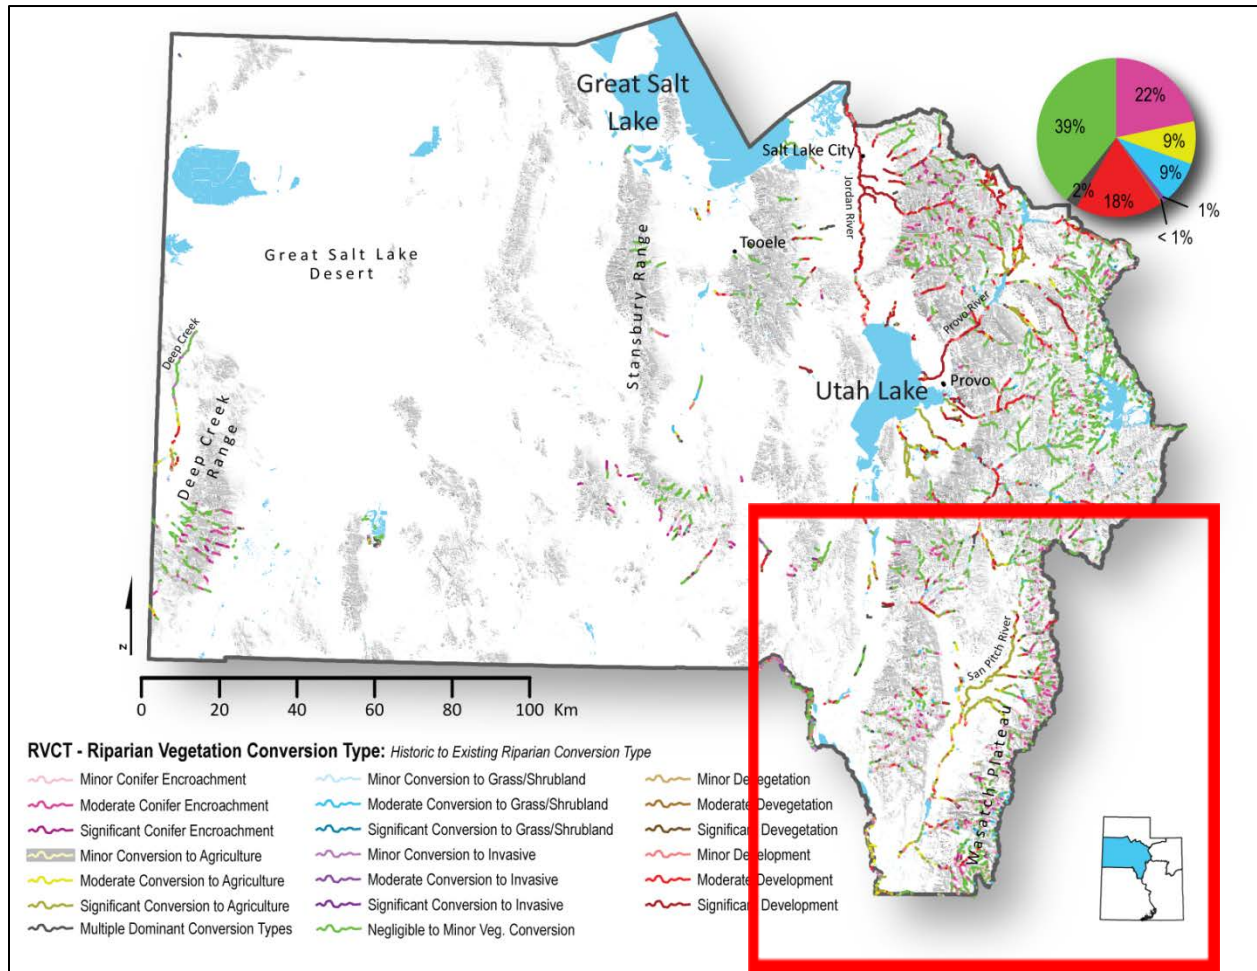 Great Salt
Lake
Salt Lake City
Jordan River
Tooele
Great Salt Lake
Desert
Stansbury Range
Deep Creek
Deep Creek
Range
Provo River
Provo
Utah Lake
San Pitch River
Wasatch Plateau
39%
22%
9%
9%
1%
< 1%
18%
2%
N
0 20 40 60 80 100 Km
RVCT - Riparian Vegetation Conversion Type: Historic to Existing Riparian Conversion Type
Minor Conifer Encroachment
Moderate Conifer Encroachment
Significant Conifer Encroachment
Minor Conversion to Agriculture
Moderate Conversion to Agriculture
Significant Conversion to Agriculture
Multiple Dominant Conversion Types
Minor Conversion to Grass/Shrubland
Moderate Conversion to Grass/Shrubland
Significant Conversion to Grass/Shrubland
Minor Conversion to Invasive
Moderate Conversion to Invasive
Significant Conversion to Invasive
Negligible to Minor Veg. Conversion
Minor Devegetation
Moderate Devegetation
Significant Devegetation
Minor Development
Moderate Development
Significant Development